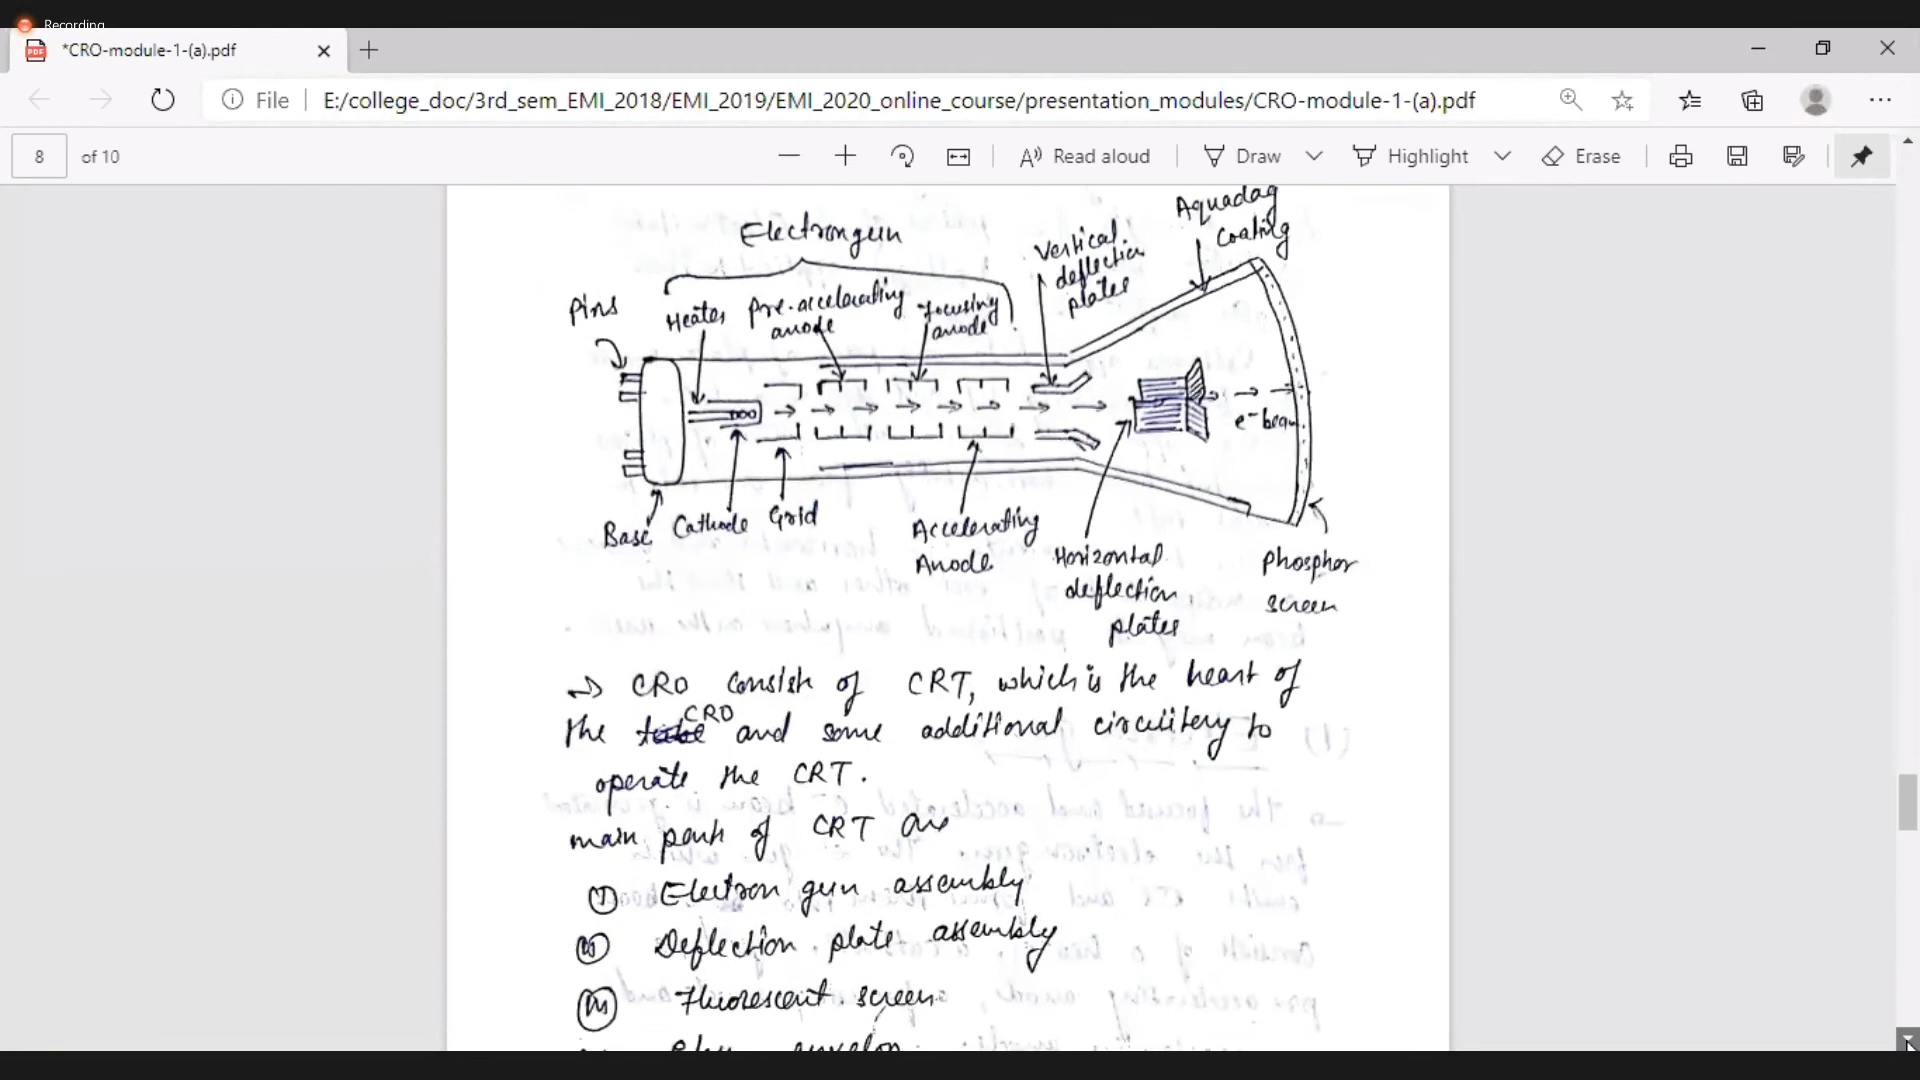 Recording
*CRO-module-1-(a).pdf
File
E:/college_doc/3rd_sem_EMI_2018/EMI_2019/EMI_2020_online_course/presentation_modules/CRO-module-1-(a).pdf
8 of 10
Read aloud
Draw
Highlight
Erase
Aquadag
coating
Electrongun
Vertical
deflection
plates
Pins
Heater
Pre-accelerating
anode
focusing
anode
e- beam
Base
Cathode
Grid
Accelerating
Anode
Horizontal
deflection
plates
Phosphor
screen
→ CRO consist of CRT, which is the heart of
the CRO and some additional circuitery to
operate the CRT.
main part of CRT are
(i) Electron gun assembly
(ii) Deflection plate assembly
(iii) Fluorescent screen